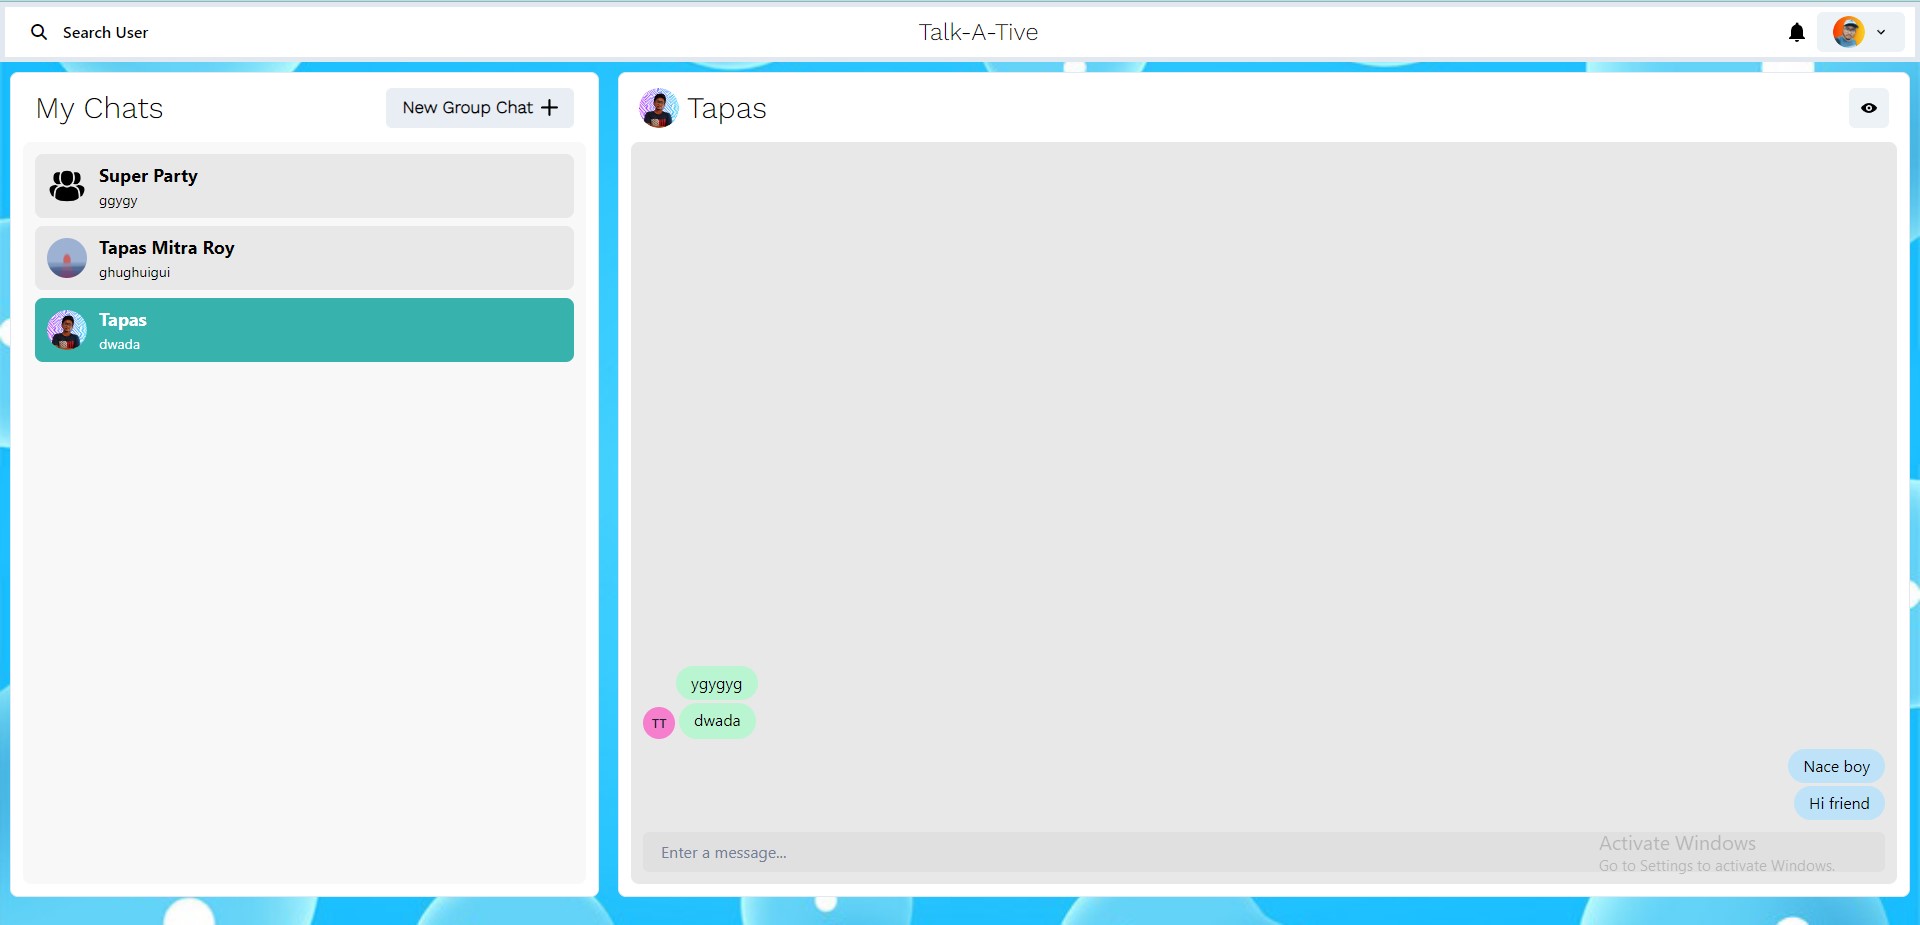 Search User
Talk-A-Tive
My Chats
New Group Chat
Super Party
ggygy
Tapas Mitra Roy
ghughuigui
Tapas
dwada
Tapas
ygygyg
TT
dwada
Nace boy
Hi friend
Enter a message...
Activate Windows
Go to Settings to activate Windows.